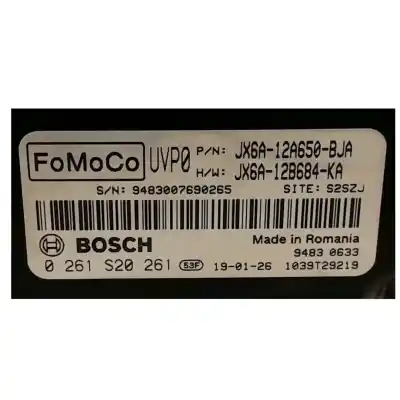 FoMoCo UVP0 P/N: JX6A-12A650-BJA
H/W: JX6A-12B684-KA
S/N: 9483007690265 SITE: S2SZJ
BOSCH Made in Romania
9483 0633
0 261 S20 261 53F 19-01-26 1039T29219